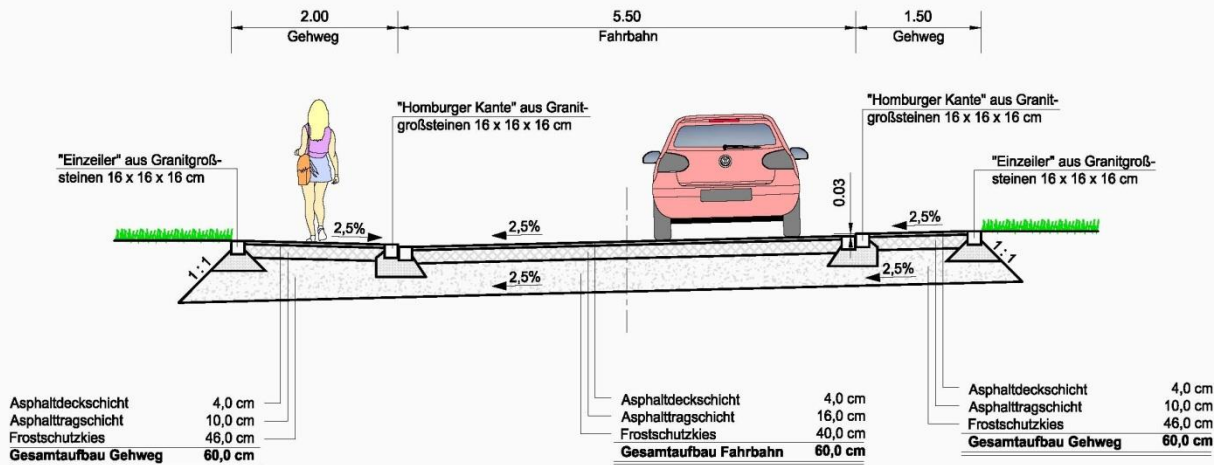 2.00
Gehweg
5.50
Fahrbahn
1.50
Gehweg
"Einzeiler" aus Granitgroß-
steinen 16 x 16 x 16 cm
"Homburger Kante" aus Granit-
großsteinen 16 x 16 x 16 cm
"Homburger Kante" aus Granit-
großsteinen 16 x 16 x 16 cm
"Einzeiler" aus Granitgroß-
steinen 16 x 16 x 16 cm
0.03
2,5%
2,5%
2,5%
1:1
2,5%
2,5%
1:1
Asphaltdeckschicht 4,0 cm
Asphalttragschicht 10,0 cm
Frostschutzkies 46,0 cm
Gesamtaufbau Gehweg 60,0 cm
Asphaltdeckschicht 4,0 cm
Asphalttragschicht 16,0 cm
Frostschutzkies 40,0 cm
Gesamtaufbau Fahrbahn 60,0 cm
Asphaltdeckschicht 4,0 cm
Asphalttragschicht 10,0 cm
Frostschutzkies 46,0 cm
Gesamtaufbau Gehweg 60,0 cm